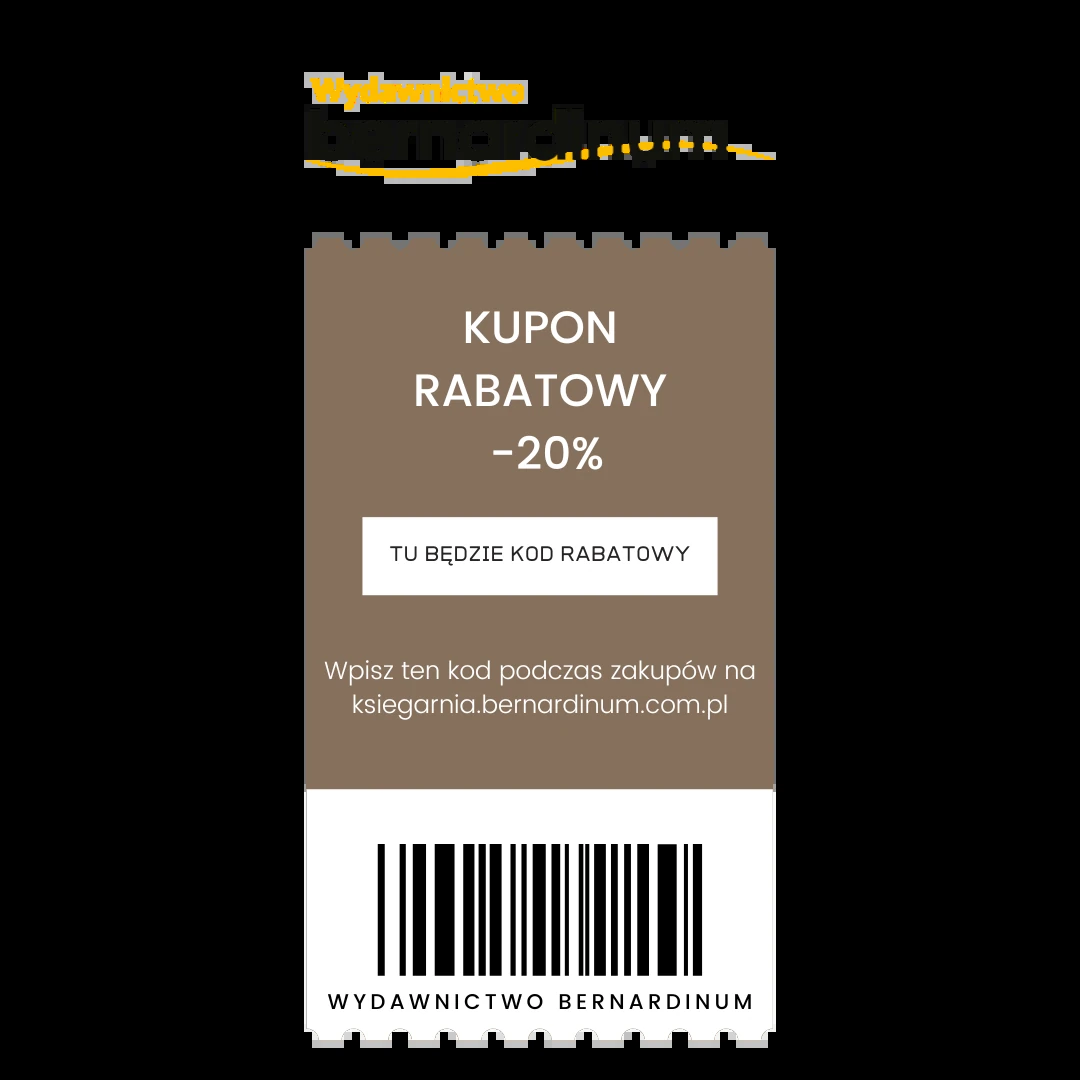 Wydawnictwo
bernardinum
KUPON
RABATOWY
-20%
TU BĘDZIE KOD RABATOWY
Wpisz ten kod podczas zakupów na
ksiegarnia.bernardinum.com.pl
WYDAWNICTWO BERNARDINUM